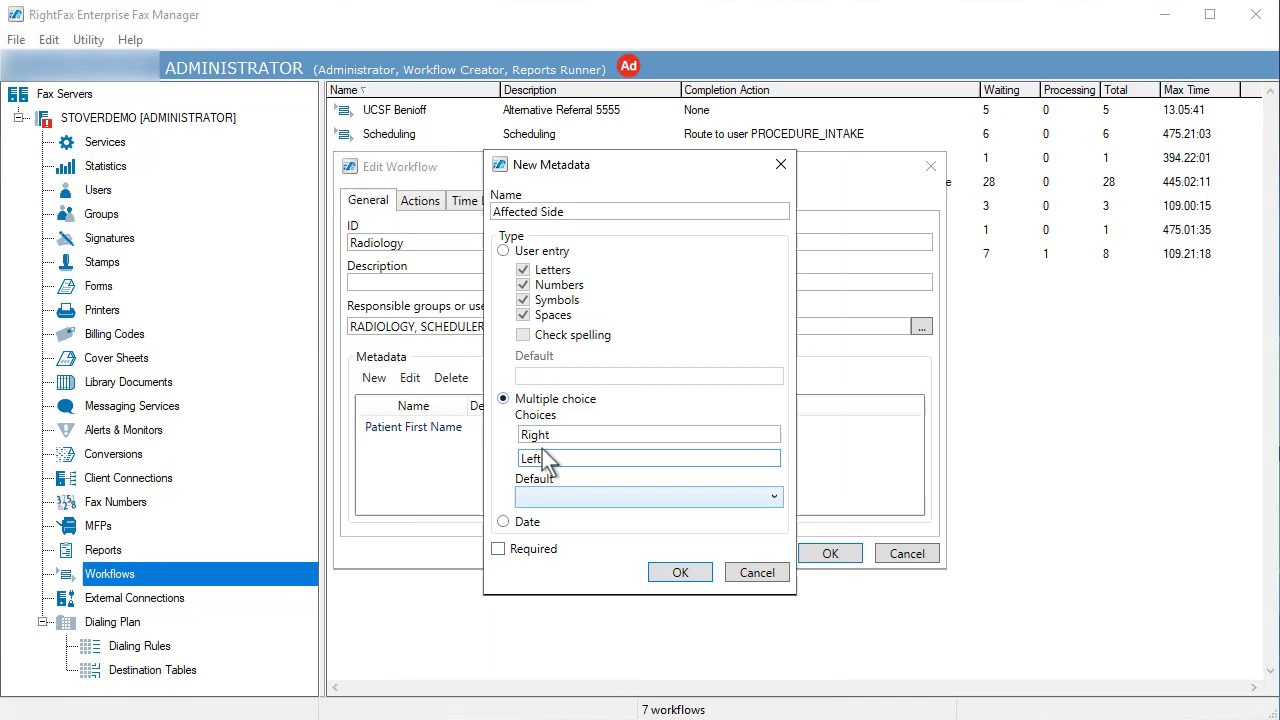 RightFax Enterprise Fax Manager
File Edit Utility Help
ADMINISTRATOR (Administrator, Workflow Creator, Reports Runner) Ad
Fax Servers
STOVERDEMO [ADMINISTRATOR]
Services
Statistics
Users
Groups
Signatures
Stamps
Forms
Printers
Billing Codes
Cover Sheets
Library Documents
Messaging Services
Alerts & Monitors
Conversions
Client Connections
Fax Numbers
MFPs
Reports
Workflows
External Connections
Dialing Plan
Dialing Rules
Destination Tables
Name Description Completion Action Waiting Processing Total Max Time
UCSF Benioff Alternative Referral 5555 None 5 0 5 13.05:41
Scheduling Scheduling Route to user PROCEDURE_INTAKE 6 0 6 475.21:03
1 0 1 394.22:01
e 28 0 28 445.02:11
3 0 3 109.00:15
1 0 1 475.01:35
7 1 8 109.21:18
Edit Workflow
General Actions Time
ID
Radiology
Description
Responsible groups or use
RADIOLOGY, SCHEDULER
...
Metadata
New Edit Delete
Name De
Patient First Name
OK Cancel
New Metadata
Name
Affected Side
Type
User entry
Letters
Numbers
Symbols
Spaces
Check spelling
Default
Multiple choice
Choices
Right
Left
Default
Date
Required
OK Cancel
7 workflows